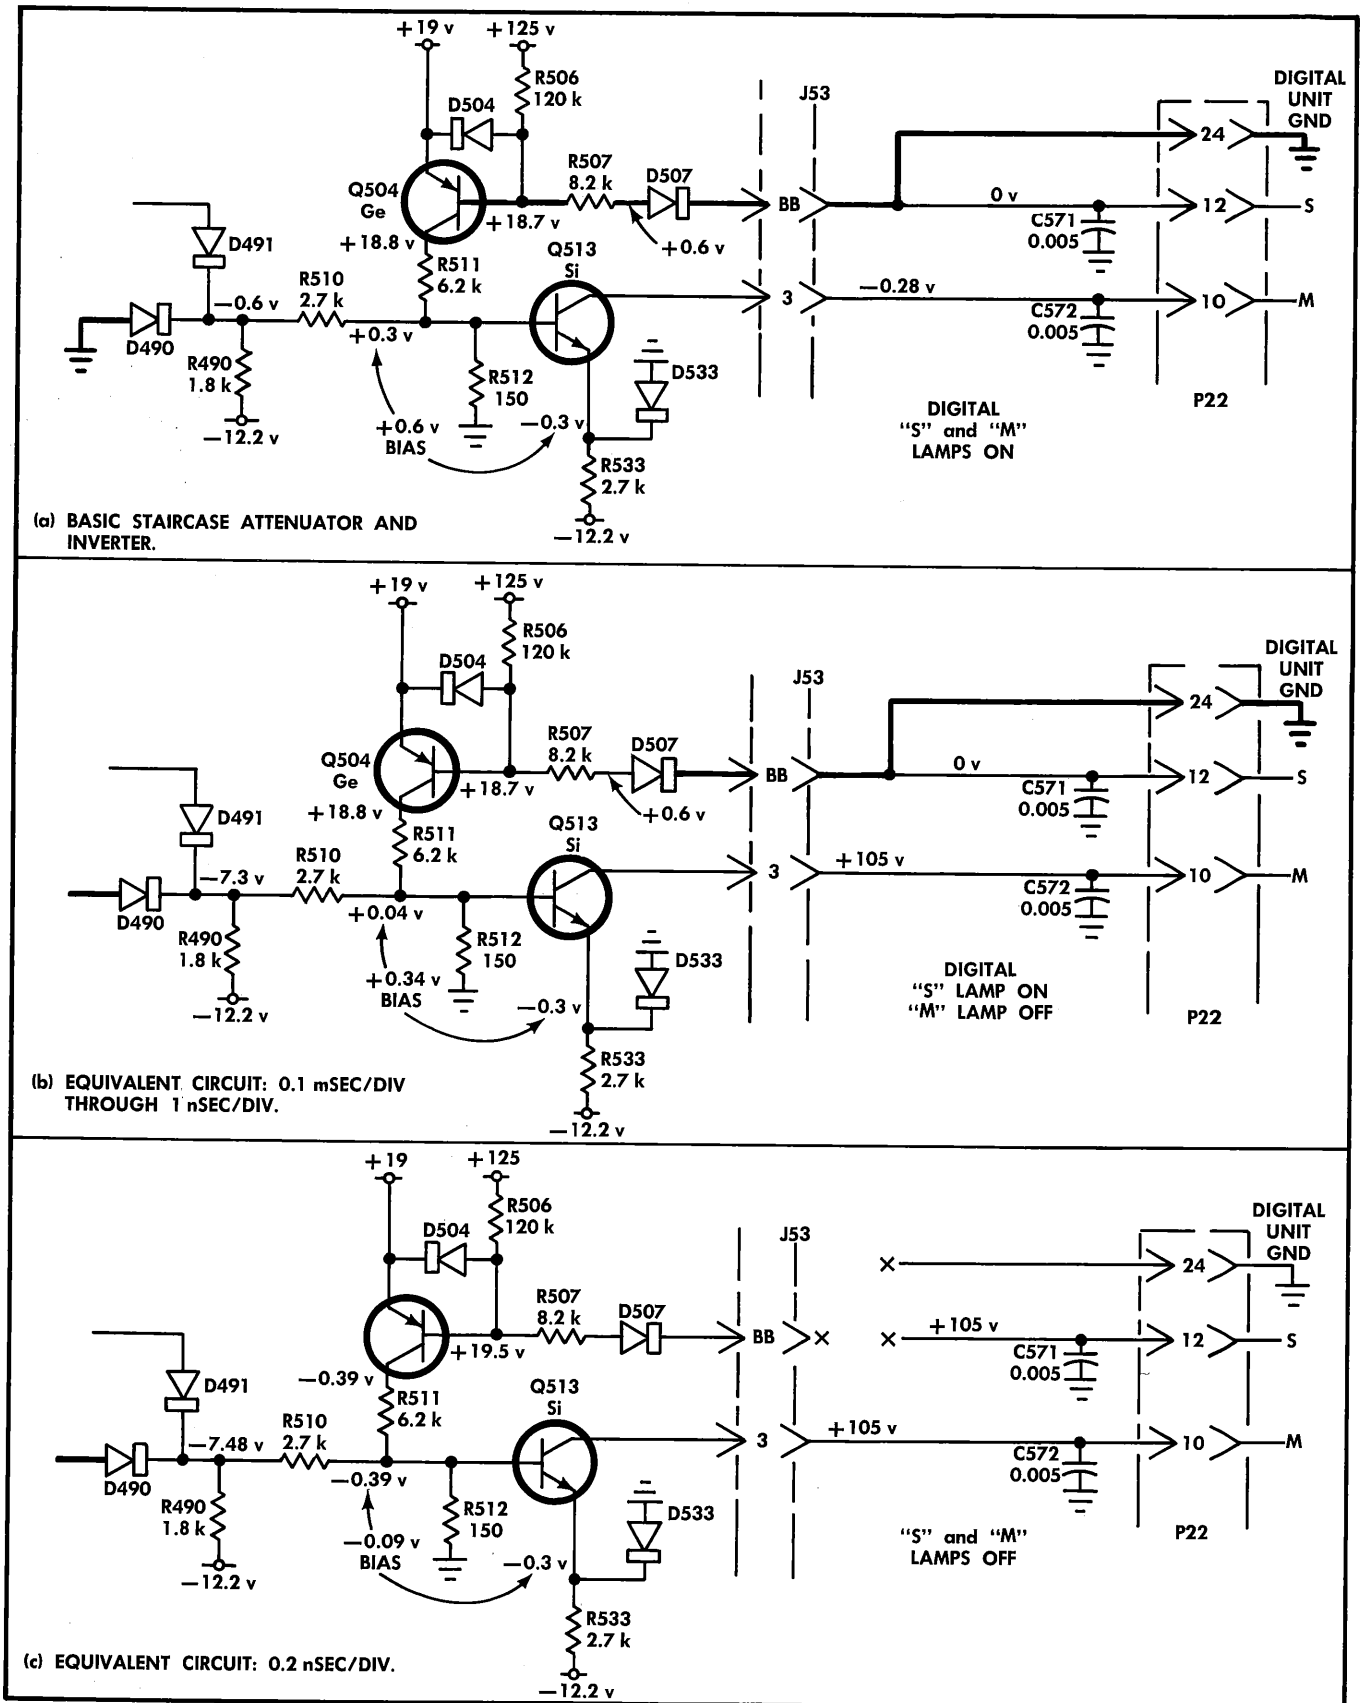 +19 v
+125 v
R506
120 k
D504
J53
DIGITAL
UNIT
GND
24
R507
8.2 k
D507
Q504
Ge
+18.7 v
+0.6 v
BB
0 v
C571
0.005
12
S
D491
+18.8 v
R511
6.2 k
Q513
Si
R510
2.7 k
3
−0.28 v
C572
0.005
10
M
−0.6 v
D490
+0.3 v
R490
1.8 k
R512
150
D533
−12.2 v
+0.6 v
BIAS
−0.3 v
DIGITAL
“S” and “M”
LAMPS ON
P22
R533
2.7 k
−12.2 v
(a) BASIC STAIRCASE ATTENUATOR AND
INVERTER.
+19 v
+125 v
R506
120 k
D504
J53
DIGITAL
UNIT
GND
24
R507
8.2 k
D507
Q504
Ge
+18.7 v
+0.6 v
BB
0 v
C571
0.005
12
S
D491
+18.8 v
R511
6.2 k
Q513
Si
R510
2.7 k
3
+105 v
C572
0.005
10
M
−7.3 v
D490
+0.04 v
R490
1.8 k
R512
150
D533
−12.2 v
+0.34 v
BIAS
−0.3 v
DIGITAL
“S” LAMP ON
“M” LAMP OFF
P22
R533
2.7 k
−12.2 v
(b) EQUIVALENT CIRCUIT: 0.1 mSEC/DIV
THROUGH 1 nSEC/DIV.
+19
+125
R506
120 k
D504
J53
DIGITAL
UNIT
GND
24
R507
8.2 k
D507
+19.5 v
BB
+105 v
C571
0.005
12
S
D491
−0.39 v
R511
6.2 k
Q513
Si
R510
2.7 k
3
+105 v
C572
0.005
10
M
−7.48 v
D490
−0.39 v
R490
1.8 k
R512
150
D533
−12.2 v
−0.09 v
BIAS
−0.3 v
“S” and “M”
LAMPS OFF
P22
R533
2.7 k
−12.2 v
(c) EQUIVALENT CIRCUIT: 0.2 nSEC/DIV.